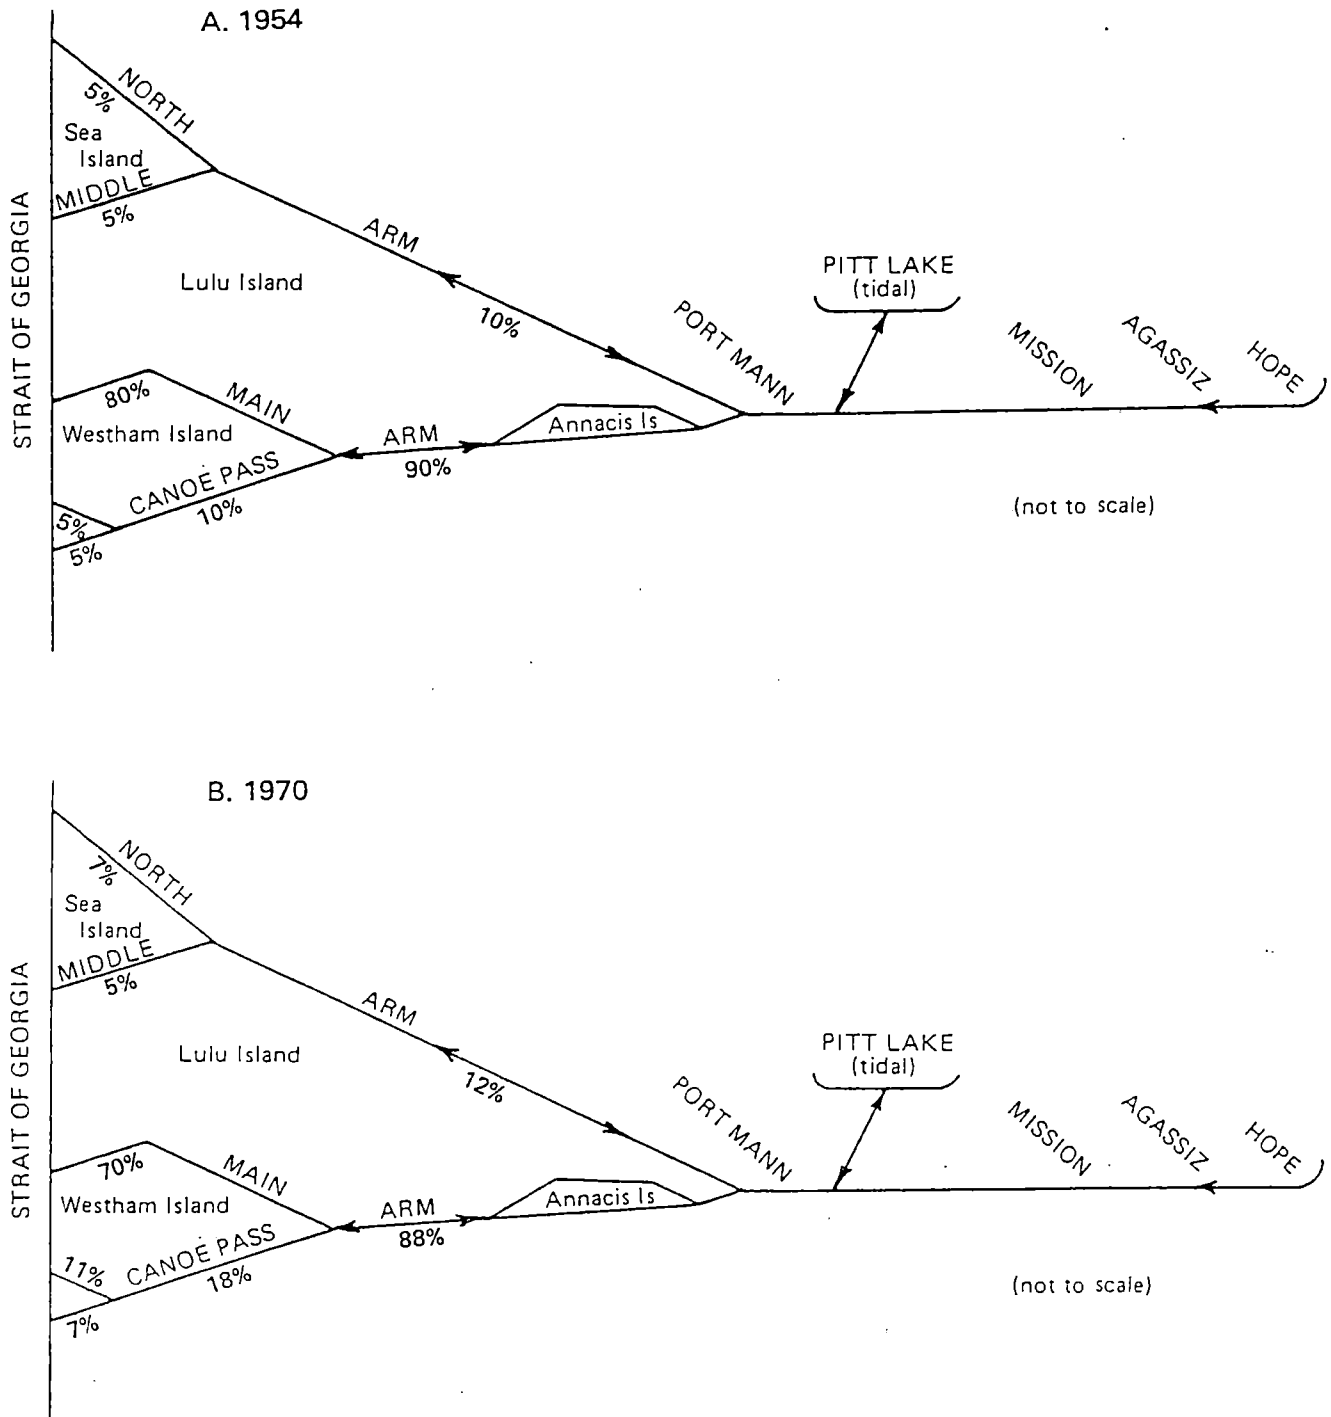 A. 1954
STRAIT OF GEORGIA
NORTH
5%
Sea
Island
MIDDLE
5%
ARM
10%
Lulu Island
PITT LAKE
(tidal)
PORT MANN
MISSION
AGASSIZ
HOPE
80%
MAIN
Westham Island
ARM
90%
Annacis Is
CANOE PASS
10%
5%
5%
(not to scale)
B. 1970
STRAIT OF GEORGIA
NORTH
7%
Sea
Island
MIDDLE
5%
ARM
12%
Lulu Island
PITT LAKE
(tidal)
PORT MANN
MISSION
AGASSIZ
HOPE
70%
MAIN
Westham Island
ARM
88%
Annacis Is
CANOE PASS
18%
11%
7%
(not to scale)